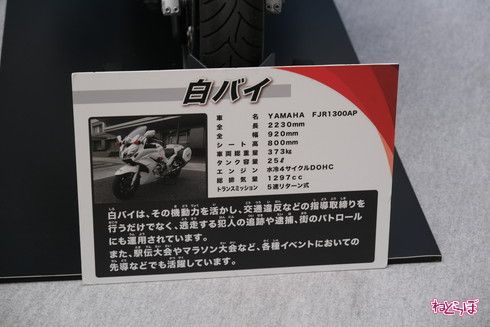 白バイ
車名 YAMAHA FJR1300AP
全長 2230mm
全幅 920mm
シート高 800mm
車両総重量 373kg
タンク容量 25ℓ
エンジン 水冷4サイクルDOHC
総排気量 1297cc
トランスミッション 5速リターン式
白バイは、その機動力を活かし、交通違反などの指導取締りを
行うだけでなく、逃走する犯人の追跡や逮捕、街のパトロール
にも運用されています。
また、駅伝大会やマラソン大会など、各種イベントにおいての
先導などでも活躍しています。
ねとらぼ